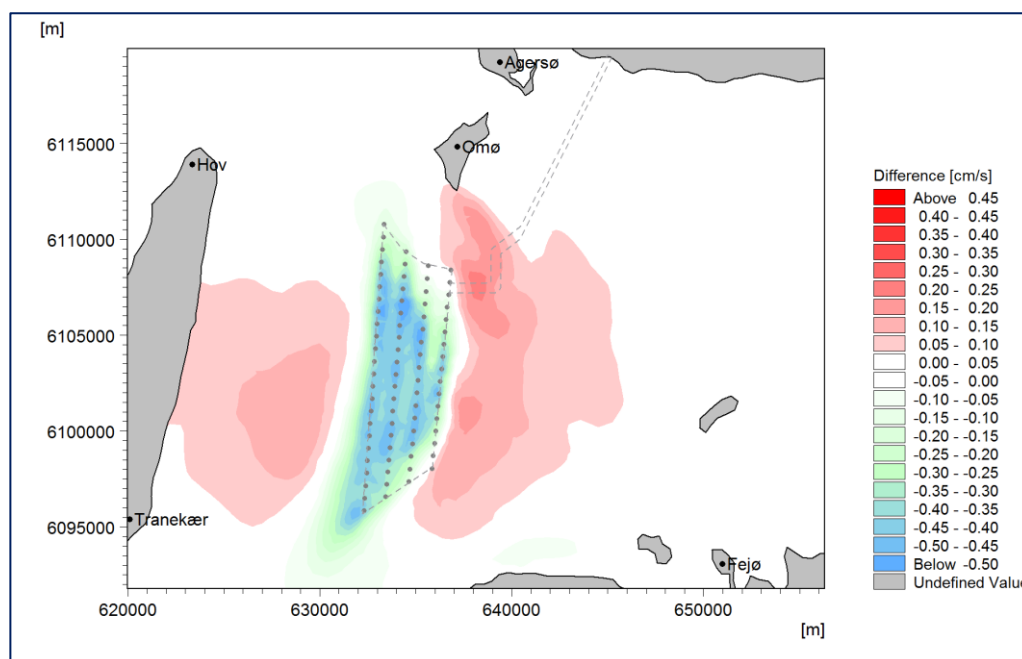 [m]
Agersø
6115000
Omø
Hov
6110000
6105000
6100000
6095000
Tranekær
Fejø
620000
630000
640000
650000
[m]
Difference [cm/s]
Above 0.45
0.40 - 0.45
0.35 - 0.40
0.30 - 0.35
0.25 - 0.30
0.20 - 0.25
0.15 - 0.20
0.10 - 0.15
0.05 - 0.10
0.00 - 0.05
-0.05 - 0.00
-0.10 - -0.05
-0.15 - -0.10
-0.20 - -0.15
-0.25 - -0.20
-0.30 - -0.25
-0.35 - -0.30
-0.40 - -0.35
-0.45 - -0.40
-0.50 - -0.45
Below -0.50
Undefined Value